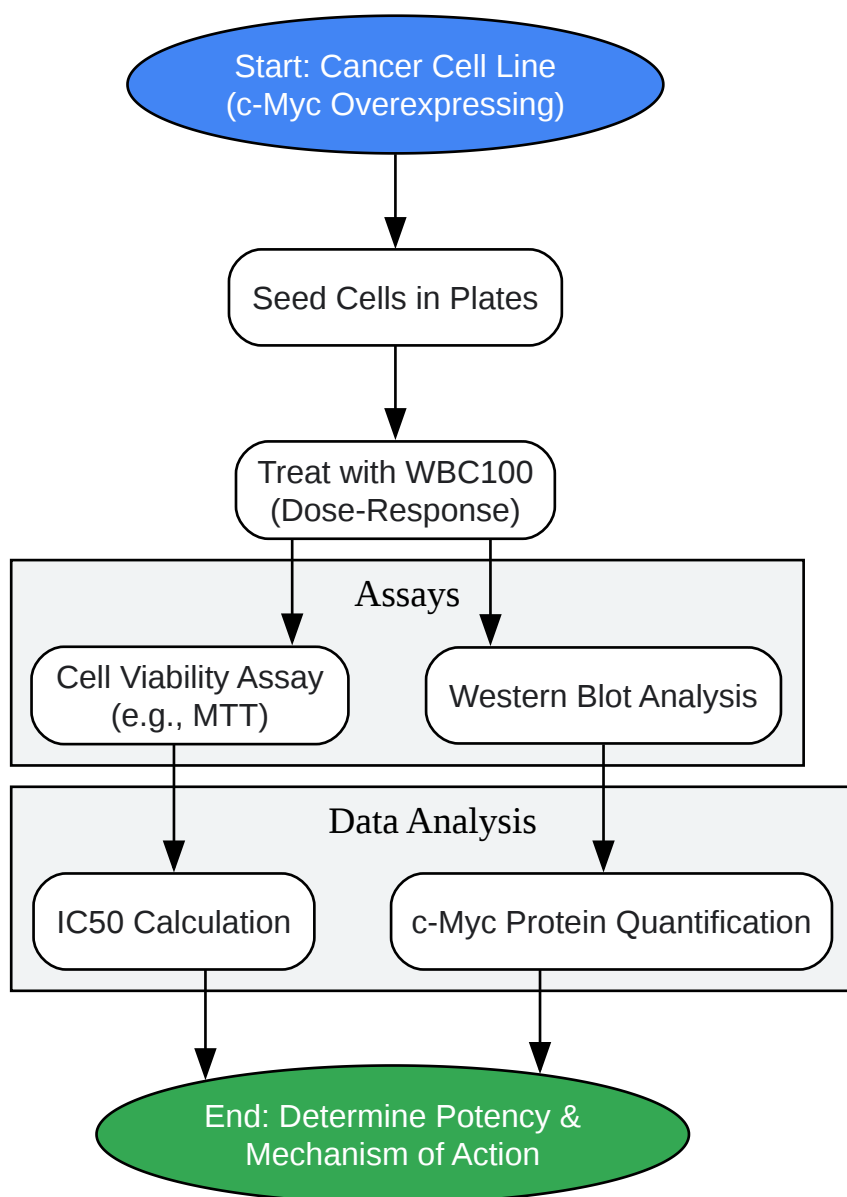 Start: Cancer Cell Line
(c-Myc Overexpressing)
Seed Cells in Plates
Treat with WBC100
(Dose-Response)
Assays
Cell Viability Assay
(e.g., MTT)
Western Blot Analysis
Data Analysis
IC50 Calculation
c-Myc Protein Quantification
End: Determine Potency &
Mechanism of Action